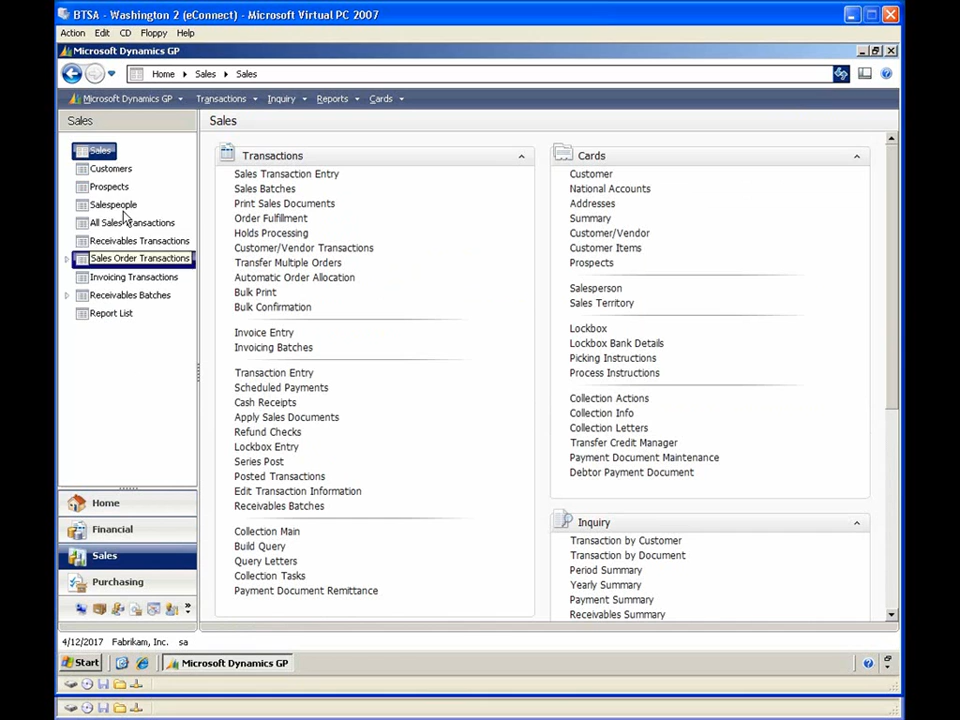 BTSA - Washington 2 (eConnect) - Microsoft Virtual PC 2007
Action Edit CD Floppy Help
Microsoft Dynamics GP
Home Sales Sales
Microsoft Dynamics GP Transactions Inquiry Reports Cards
Sales
Sales
Customers
Prospects
Salespeople
All Sales Transactions
Receivables Transactions
Sales Order Transactions
Invoicing Transactions
Receivables Batches
Report List
Home
Financial
Sales
Purchasing
Sales
Transactions
Sales Transaction Entry
Sales Batches
Print Sales Documents
Order Fulfillment
Holds Processing
Customer/Vendor Transactions
Transfer Multiple Orders
Automatic Order Allocation
Bulk Print
Bulk Confirmation
Invoice Entry
Invoicing Batches
Transaction Entry
Scheduled Payments
Cash Receipts
Apply Sales Documents
Refund Checks
Lockbox Entry
Series Post
Posted Transactions
Edit Transaction Information
Receivables Batches
Collection Main
Build Query
Query Letters
Collection Tasks
Payment Document Remittance
Cards
Customer
National Accounts
Addresses
Summary
Customer/Vendor
Customer Items
Prospects
Salesperson
Sales Territory
Lockbox
Lockbox Bank Details
Picking Instructions
Process Instructions
Collection Actions
Collection Info
Collection Letters
Transfer Credit Manager
Payment Document Maintenance
Debtor Payment Document
Inquiry
Transaction by Customer
Transaction by Document
Period Summary
Yearly Summary
Payment Summary
Receivables Summary
4/12/2017 Fabrikam, Inc. sa
Start Microsoft Dynamics GP